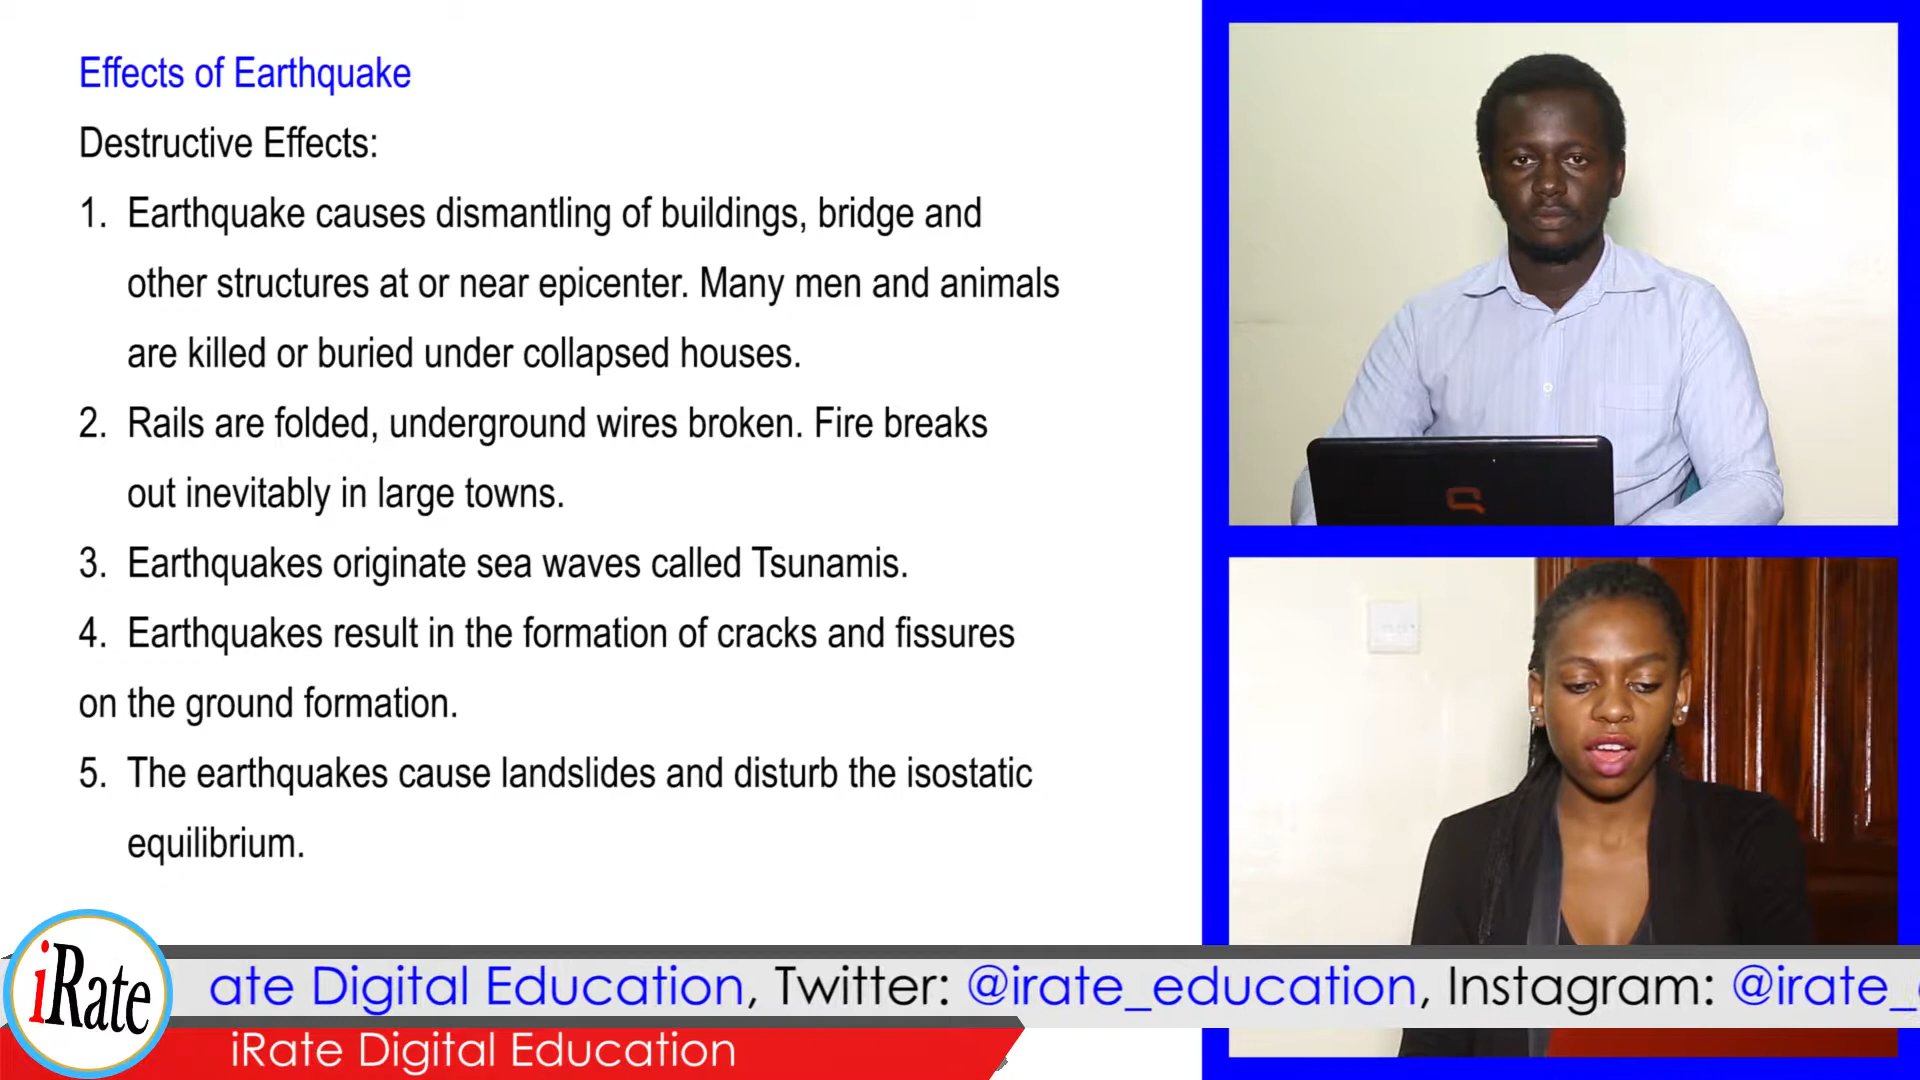 Effects of Earthquake
Destructive Effects:
1. Earthquake causes dismantling of buildings, bridge and
other structures at or near epicenter. Many men and animals
are killed or buried under collapsed houses.
2. Rails are folded, underground wires broken. Fire breaks
out inevitably in large towns.
3. Earthquakes originate sea waves called Tsunamis.
4. Earthquakes result in the formation of cracks and fissures
on the ground formation.
5. The earthquakes cause landslides and disturb the isostatic
equilibrium.
iRate
ate Digital Education, Twitter: @irate_education, Instagram: @irate_
iRate Digital Education